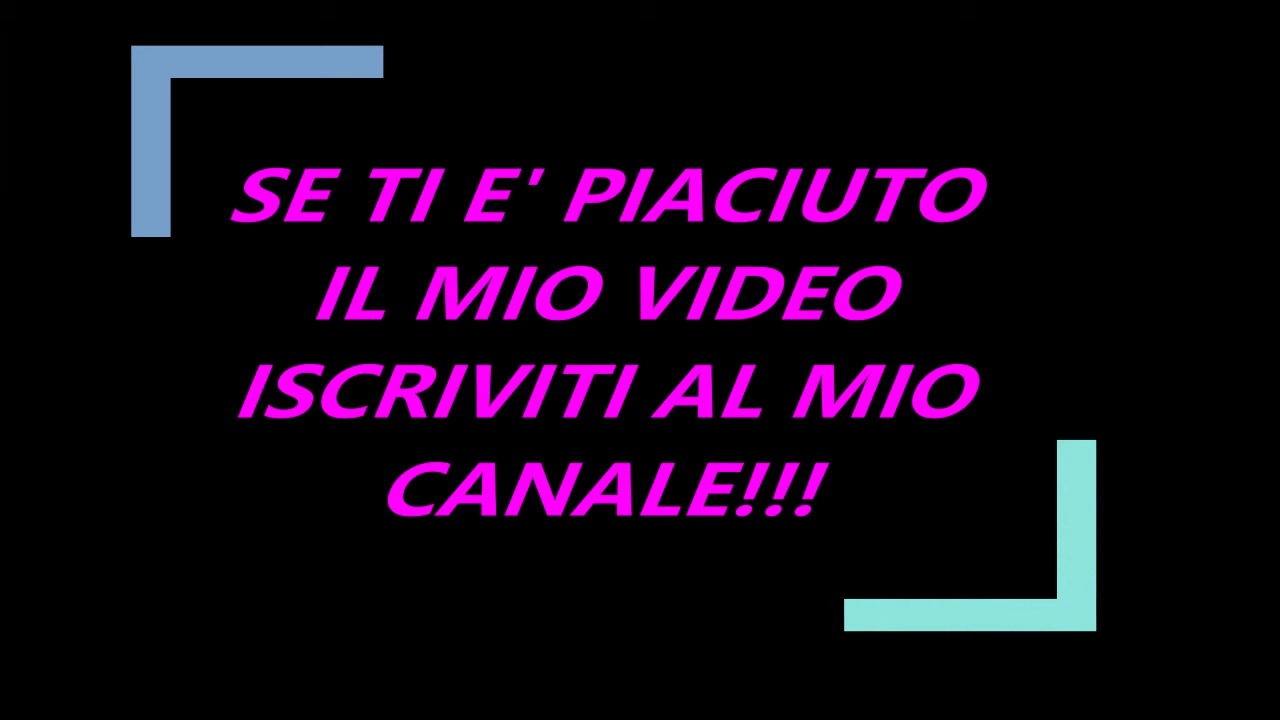 SE TI E' PIACIUTO
IL MIO VIDEO
ISCRIVITI AL MIO
CANALE!!!